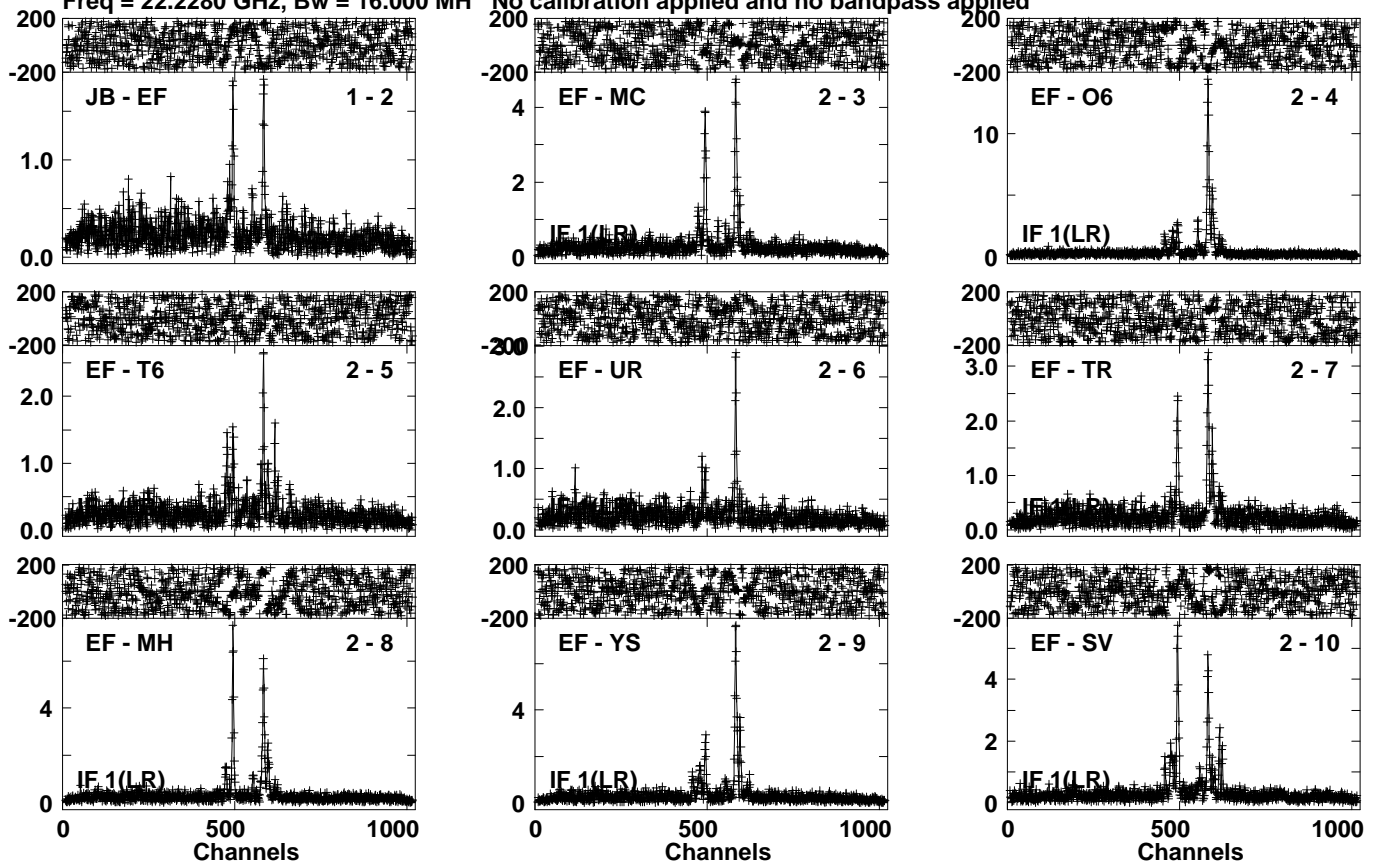 Freq = 22.2280 GHz, Bw = 16.000 MH No calibration applied and no bandpass applied
200 200 200
-200 -200 -200
JB - EF 1 - 2 EF - MC 2 - 3 EF - O6 2 - 4
4
10
1.0
2
IF 1(LR) IF 1(LR)
0.0 0 0
200 200 200
-200 -200 -200
3.0
EF - T6 2 - 5 EF - UR 2 - 6 EF - TR 2 - 7
3.0
2.0 2.0 2.0
1.0 1.0 1.0
IF 1(LR)
0.0 0.0 0.0
200 200 200
-200 -200 -200
EF - MH 2 - 8 EF - YS 2 - 9 EF - SV 2 - 10
4 4 4
2
IF 1(LR) IF 1(LR) IF 1(LR)
0 0 0
0 500 1000 0 500 1000 0 500 1000
Channels Channels Channels